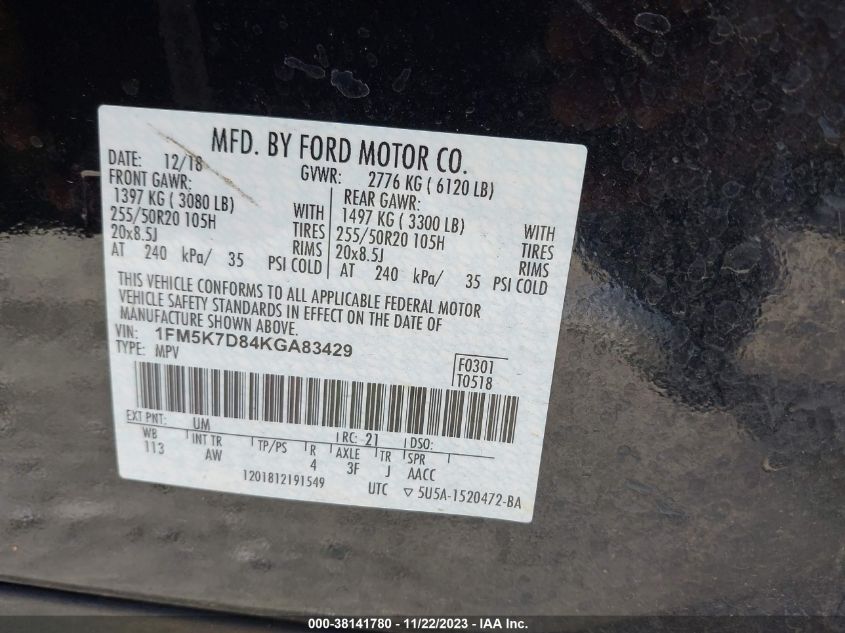 MFD. BY FORD MOTOR CO.
DATE: 12/18 GVWR: 2776 KG ( 6120 LB)
FRONT GAWR: REAR GAWR:
1397 KG ( 3080 LB) WITH 1497 KG ( 3300 LB) WITH
255/50R20 105H TIRES 255/50R20 105H TIRES
20x8.5J RIMS 20x8.5J RIMS
AT 240 kPa/ 35 PSI COLD AT 240 kPa/ 35 PSI COLD
THIS VEHICLE CONFORMS TO ALL APPLICABLE FEDERAL MOTOR
VEHICLE SAFETY STANDARDS IN EFFECT ON THE DATE OF
MANUFACTURE SHOWN ABOVE.
VIN: 1FM5K7D84KGA83429
TYPE: MPV
F0301
T0518
EXT PNT: UM RC: 21 DSO:
WB INT TR TP/PS R AXLE TR SPR
113 AW 4 3F J AACC
1201812191549 UTC ▽ 5U5A-1520472-BA
000-38141780 - 11/22/2023 - IAA Inc.